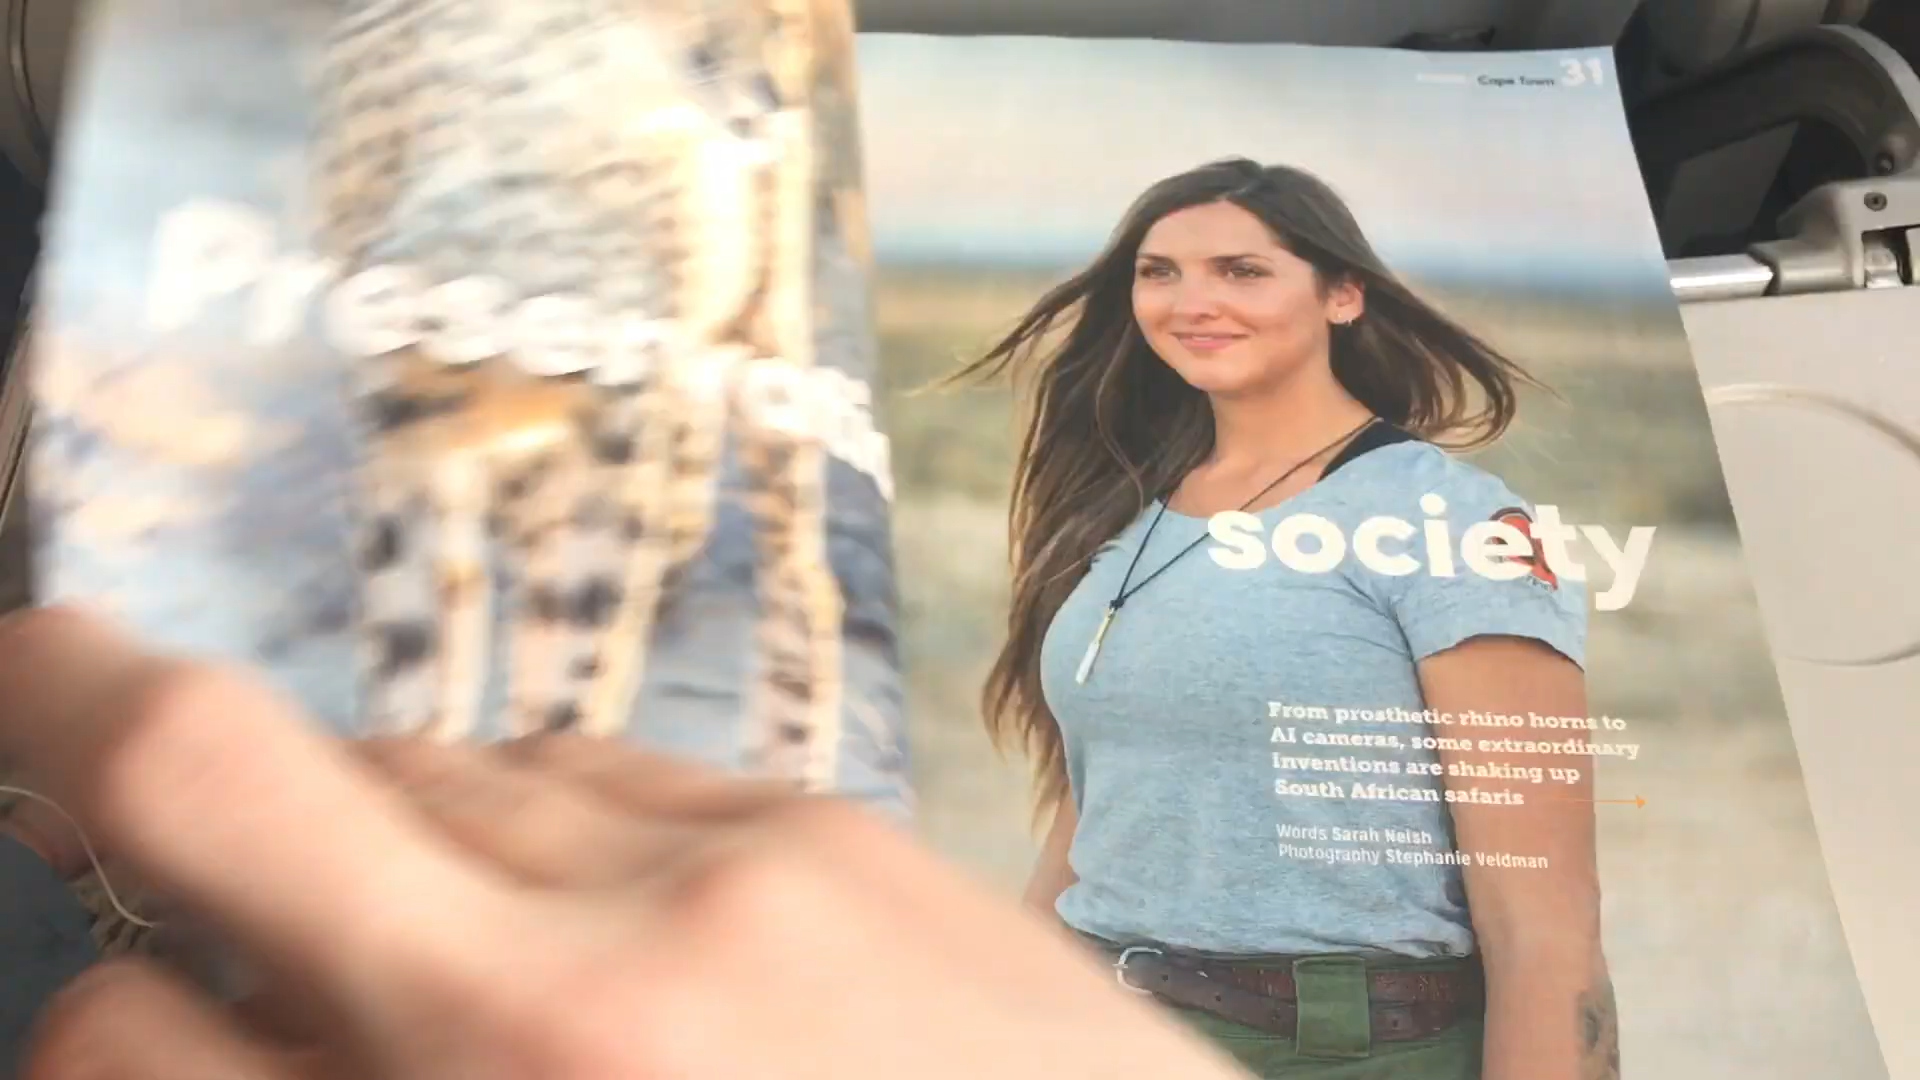 Cape Town 31
Preservation
society
From prosthetic rhino horns to
AI cameras, some extraordinary
inventions are shaking up
South African safaris
Words Sarah Neish
Photography Stephanie Veldman